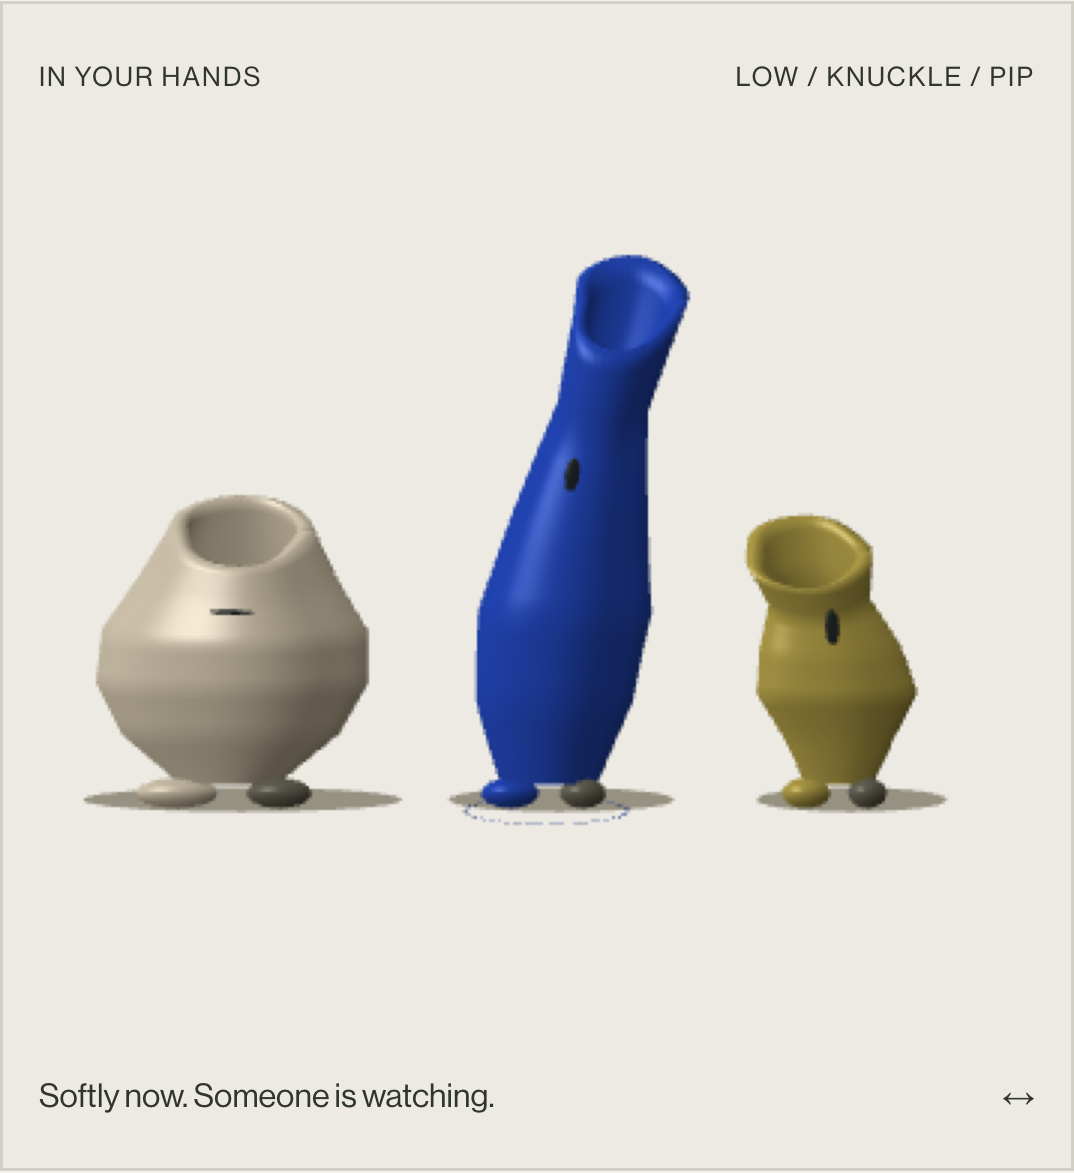 IN YOUR HANDS
LOW / KNUCKLE / PIP
Softly now. Someone is watching.
↔